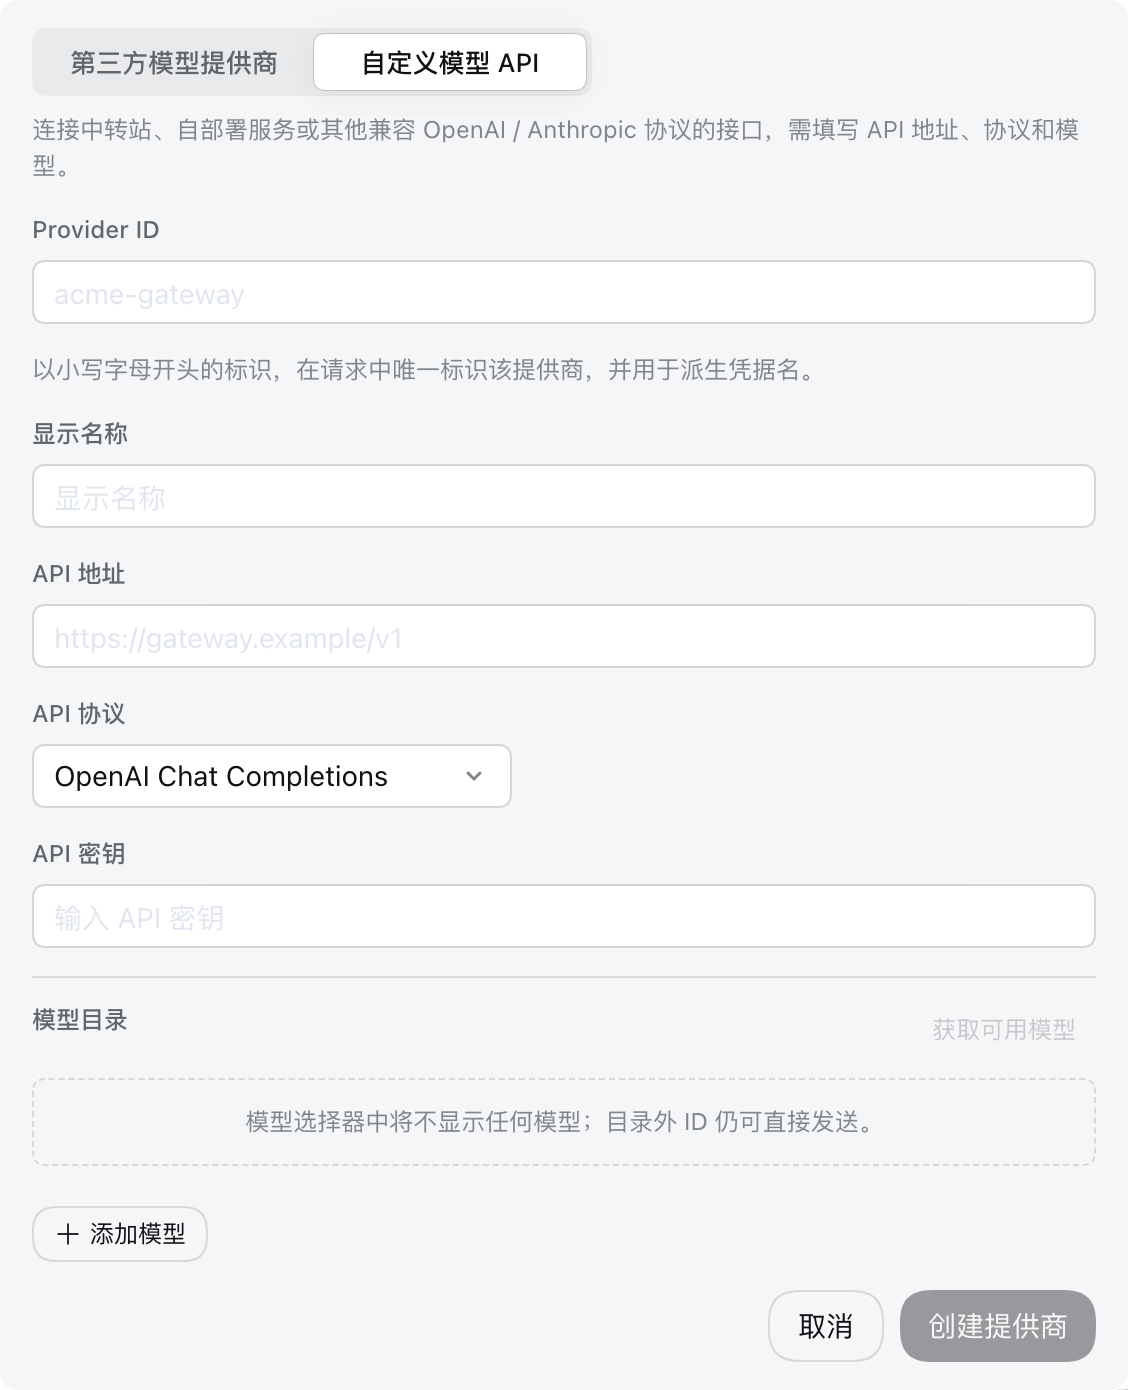 第三方模型提供商
自定义模型 API
连接中转站、自部署服务或其他兼容 OpenAI / Anthropic 协议的接口，需填写 API 地址、协议和模
型。
Provider ID
acme-gateway
以小写字母开头的标识，在请求中唯一标识该提供商，并用于派生凭据名。
显示名称
显示名称
API 地址
https://gateway.example/v1
API 协议
OpenAI Chat Completions
API 密钥
输入 API 密钥
模型目录
获取可用模型
模型选择器中将不显示任何模型；目录外 ID 仍可直接发送。
添加模型
取消
创建提供商